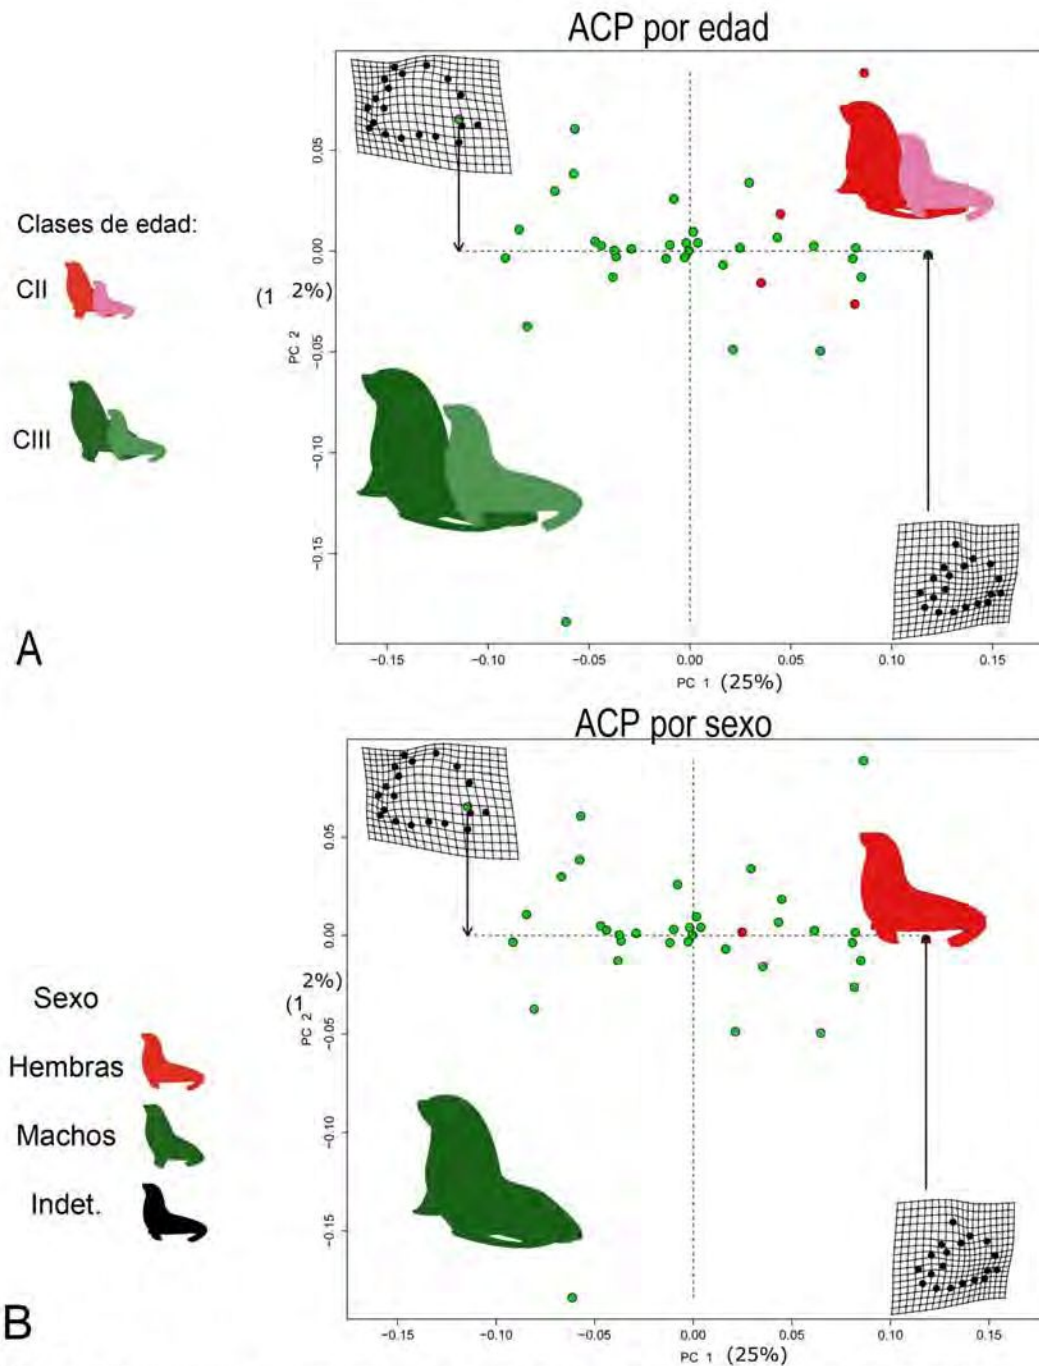 ACP por edad
Clases de edad:
CII
CIII
0.05
0.00
−0.05
−0.10
−0.15
(1 2%)
PC 2
−0.15
−0.10
−0.05
0.00
0.05
0.10
0.15
PC 1 (25%)
A
ACP por sexo
Sexo
Hembras
Machos
Indet.
0.05
0.00
−0.05
−0.10
−0.15
(1 2%)
PC 2
−0.15
−0.10
−0.05
0.00
0.05
0.10
0.15
PC 1 (25%)
B